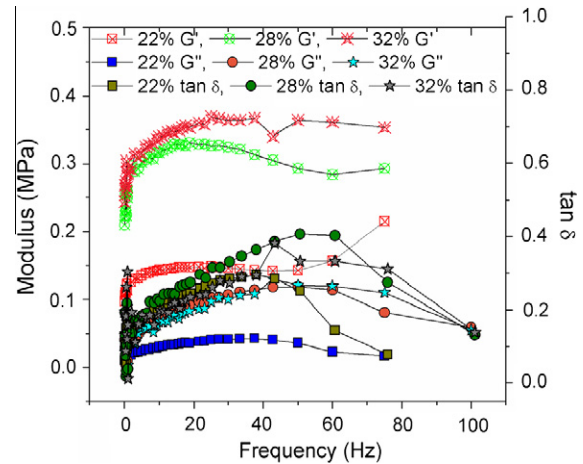 22% G', 28% G', 32% G'
22% G", 28% G" 32% G"
22% tan δ, 28% tan δ, 32% tan δ
Modulus (MPa)
0.5
0.4
0.3
0.2
0.1
0.0
tan δ
1.0
0.8
0.6
0.4
0.2
0.0
0 20 40 60 80 100
Frequency (Hz)